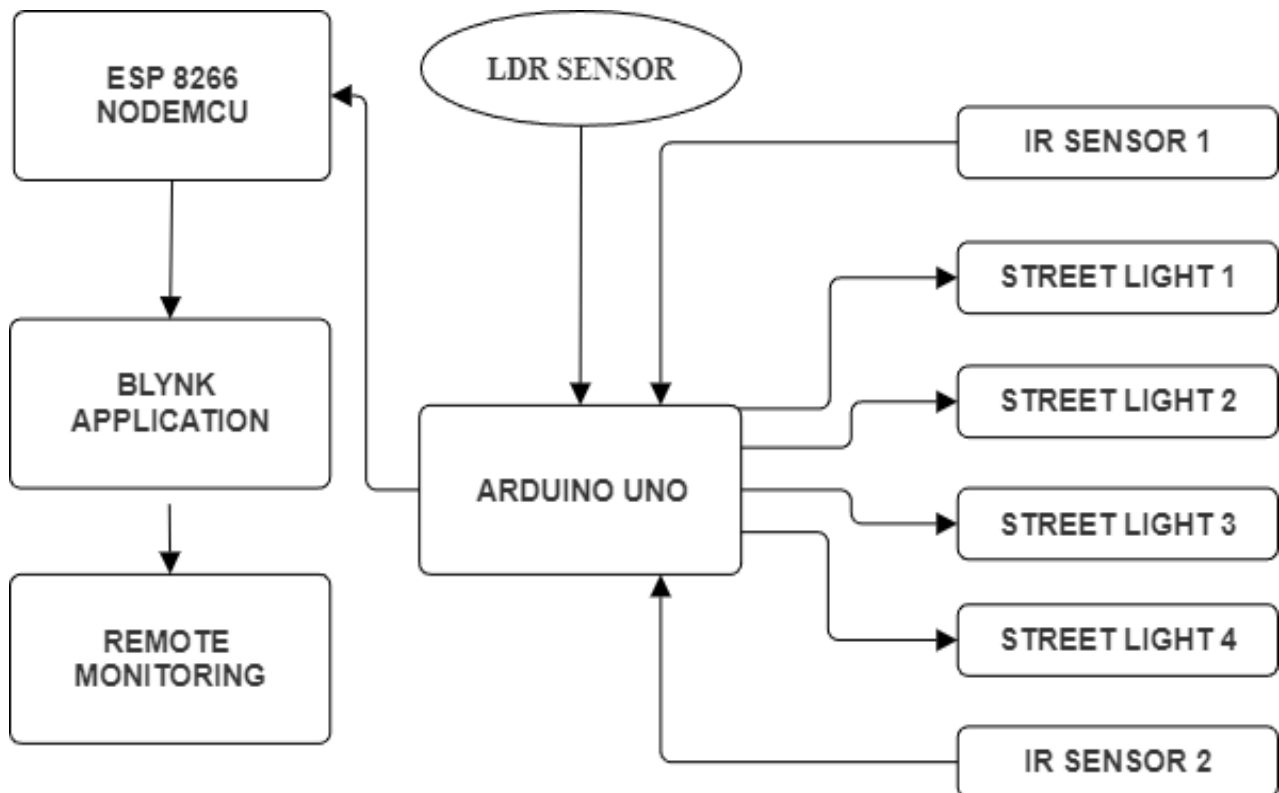 ESP 8266
NODEMCU
LDR SENSOR
IR SENSOR 1
STREET LIGHT 1
BLYNK
APPLICATION
STREET LIGHT 2
ARDUINO UNO
STREET LIGHT 3
REMOTE
MONITORING
STREET LIGHT 4
IR SENSOR 2